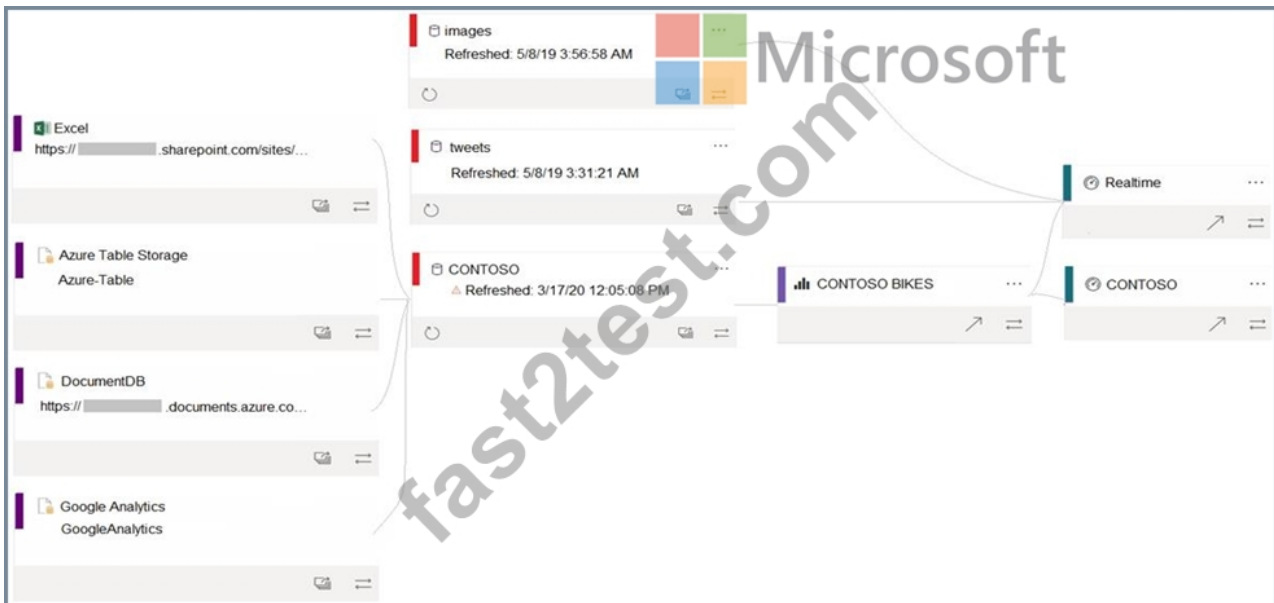 images
Refreshed: 5/8/19 3:56:58 AM
Microsoft
Excel
https:// .sharepoint.com/sites/...
tweets
Refreshed: 5/8/19 3:31:21 AM
Realtime
Azure Table Storage
Azure-Table
CONTOSO
Refreshed: 3/17/20 12:05:08 PM
CONTOSO BIKES
CONTOSO
DocumentDB
https:// .documents.azure.co...
Google Analytics
GoogleAnalytics
fast2test.com